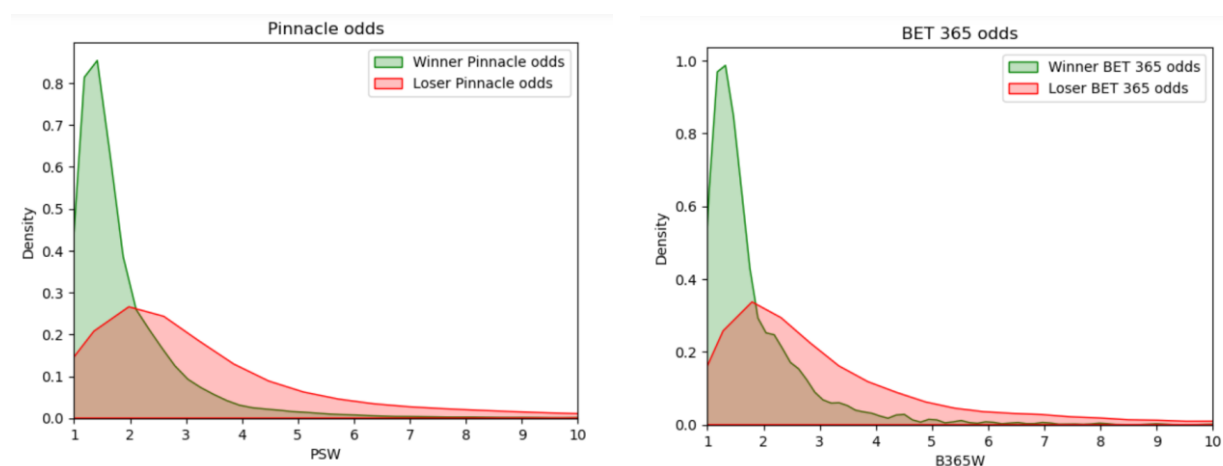 Pinnacle odds
Winner Pinnacle odds
Loser Pinnacle odds
0.8
0.7
0.6
0.5
0.4
0.3
0.2
0.1
0.0
Density
1 2 3 4 5 6 7 8 9 10
PSW
BET 365 odds
Winner BET 365 odds
Loser BET 365 odds
1.0
0.8
0.6
0.4
0.2
0.0
Density
1 2 3 4 5 6 7 8 9 10
B365W